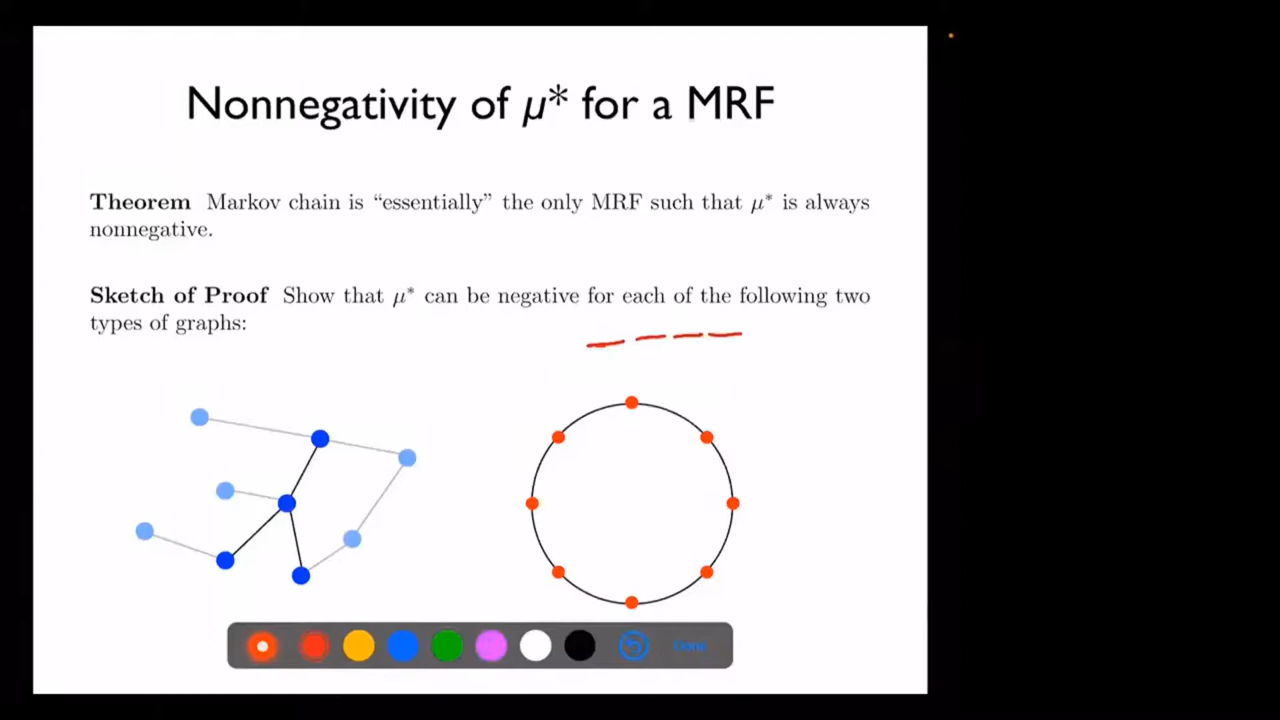 Nonnegativity of μ* for a MRF
Theorem Markov chain is “essentially” the only MRF such that μ* is always
nonnegative.
Sketch of Proof Show that μ* can be negative for each of the following two
types of graphs:
Done